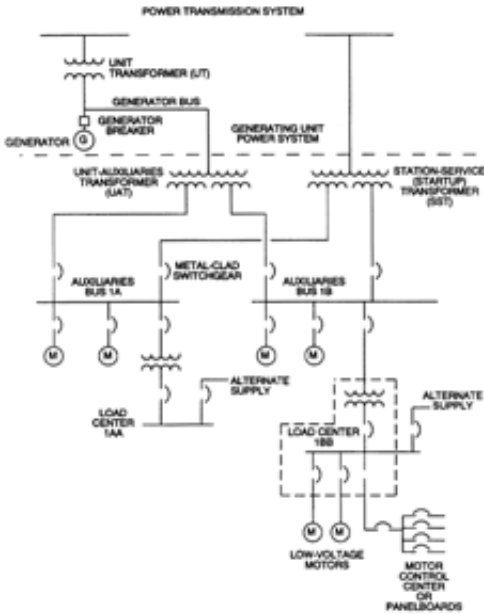 POWER TRANSMISSION SYSTEM
UNIT
TRANSFORMER (UT)
GENERATOR BUS
GENERATOR
BREAKER
GENERATOR
G
GENERATING UNIT
POWER SYSTEM
UNIT-AUXILIARIES
TRANSFORMER
(UAT)
STATION-SERVICE
(STARTUP)
TRANSFORMER
(SST)
METAL-CLAD
SWITCHGEAR
AUXILIARIES
BUS 1A
AUXILIARIES
BUS 1B
M
M
M
M
ALTERNATE
SUPPLY
LOAD
CENTER
1AA
ALTERNATE
SUPPLY
LOAD CENTER
1BB
M
M
LOW-VOLTAGE
MOTORS
MOTOR
CONTROL
CENTER
OR
PANELBOARDS